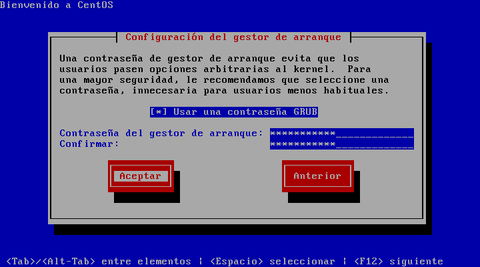 Bienvenido a CentOS
Configuración del gestor de arranque
Una contraseña de gestor de arranque evita que los
usuarios pasen opciones arbitrarias al kernel.  Para
una mayor seguridad, le recomendamos que seleccione una
contraseña, innecesaria para usuarios menos habituales.
[*] Usar una contraseña GRUB
Contraseña del gestor de arranque: ***********_____________
Confirmar: ***********_____________
Aceptar Anterior
<Tab>/<Alt-Tab> entre elementos ¦ <Espacio> seleccionar ¦ <F12> siguiente